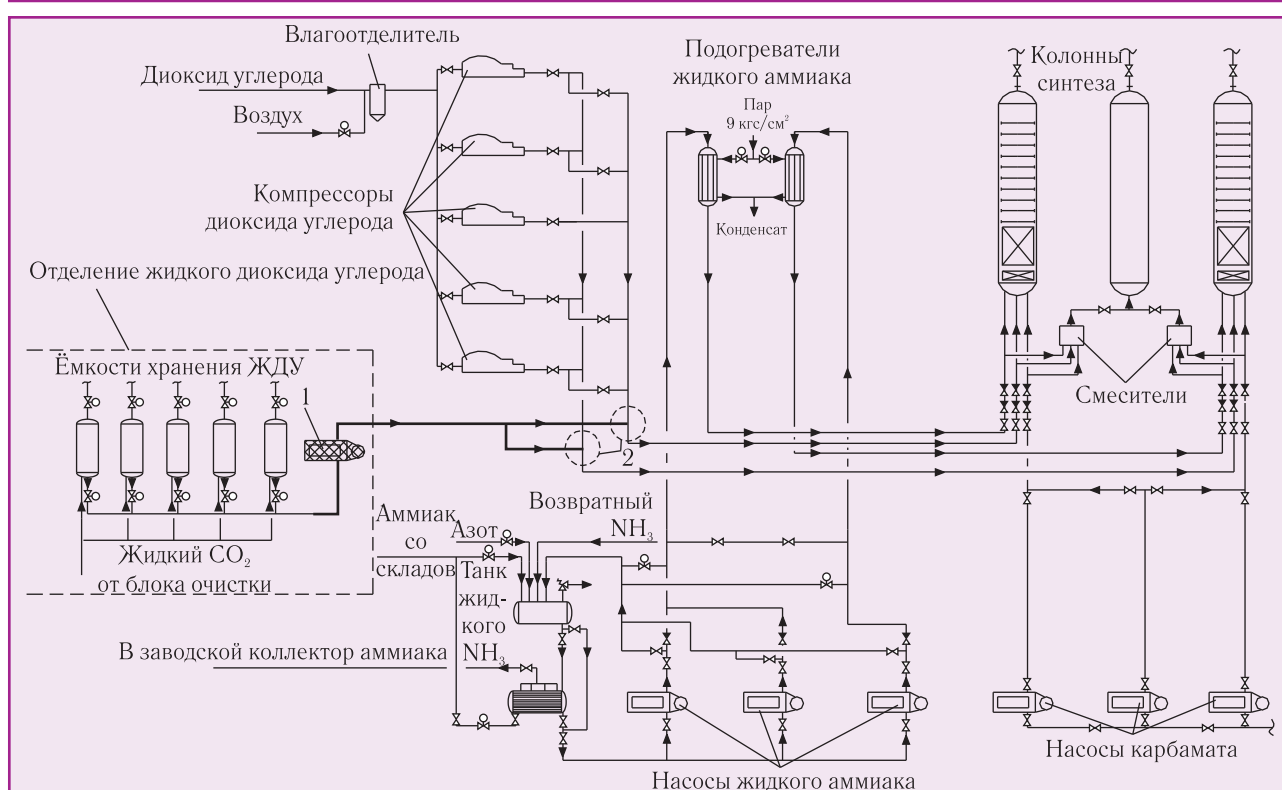 Влагоотделитель
Диоксид углерода
Воздух
Компрессоры
диоксида углерода
Отделение жидкого диоксида углерода
Ёмкости хранения ЖДУ
1
Жидкий CO₂
от блока очистки
2
Подогреватели
жидкого аммиака
Пар
9 кгс/см²
Конденсат
Колонны
синтеза
Смесители
Возвратный
NH₃
Азот
Аммиак
со
складов
Танк
жид-
кого
NH₃
В заводской коллектор аммиака
Насосы жидкого аммиака
Насосы карбамата